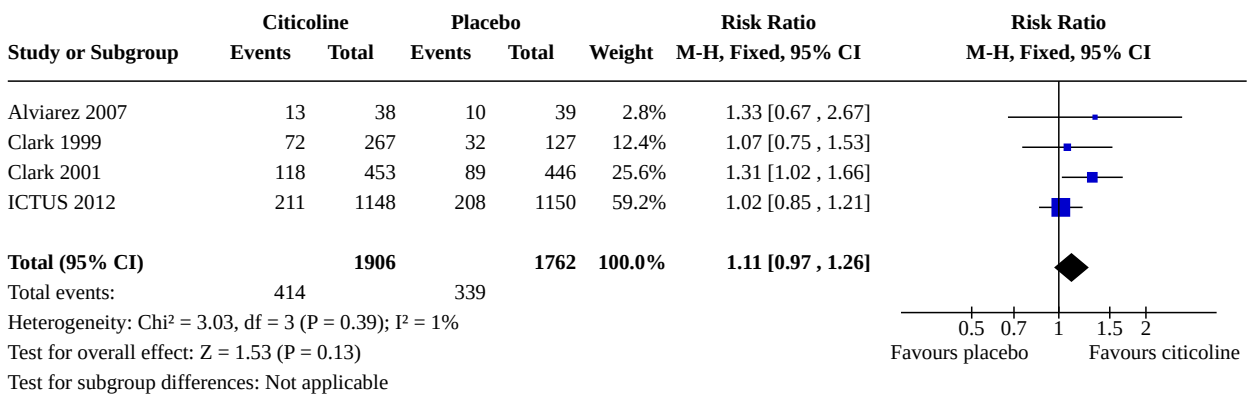 Citicoline Placebo Risk Ratio Risk Ratio
Study or Subgroup Events Total Events Total Weight M-H, Fixed, 95% CI M-H, Fixed, 95% CI
Alviarez 2007 13 38 10 39 2.8% 1.33 [0.67 , 2.67]
Clark 1999 72 267 32 127 12.4% 1.07 [0.75 , 1.53]
Clark 2001 118 453 89 446 25.6% 1.31 [1.02 , 1.66]
ICTUS 2012 211 1148 208 1150 59.2% 1.02 [0.85 , 1.21]
Total (95% CI) 1906 1762 100.0% 1.11 [0.97 , 1.26]
Total events: 414 339
Heterogeneity: Chi² = 3.03, df = 3 (P = 0.39); I² = 1%
0.5 0.7 1 1.5 2
Test for overall effect: Z = 1.53 (P = 0.13)
Favours placebo Favours citicoline
Test for subgroup differences: Not applicable